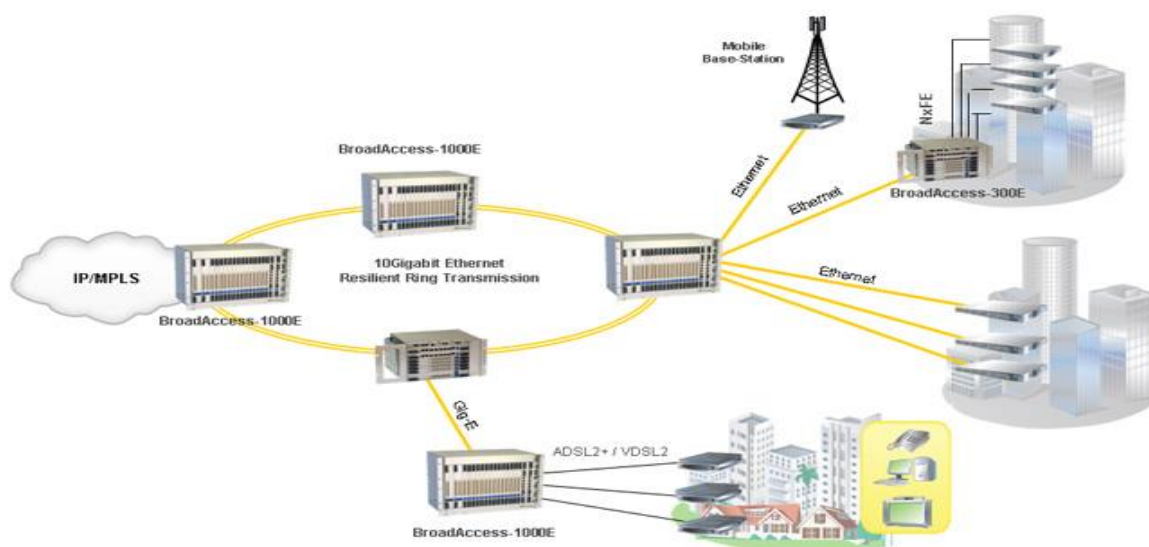 Mobile
Base-Station
NxFE
BroadAccess-1000E
Ethernet
Ethernet
BroadAccess-300E
10Gigabit Ethernet
Resilient Ring Transmission
IP/MPLS
Ethernet
BroadAccess-1000E
Gig-E
ADSL2+ / VDSL2
BroadAccess-1000E